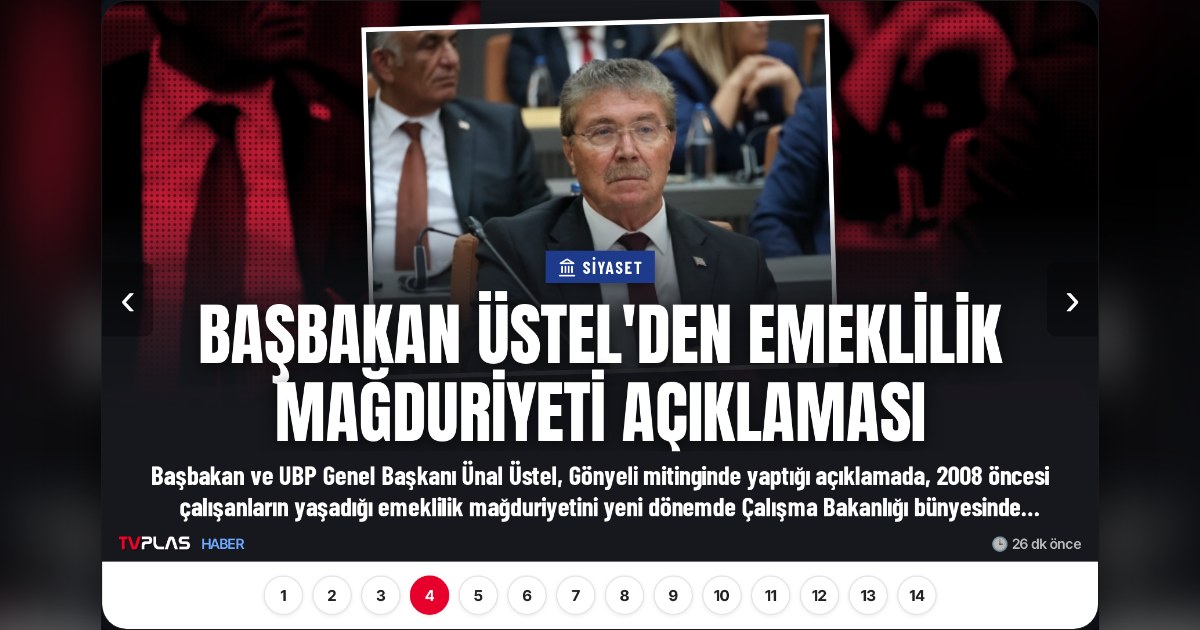 SİYASET
BAŞBAKAN ÜSTEL'DEN EMEKLİLİK
MAĞDURİYETİ AÇIKLAMASI
Başbakan ve UBP Genel Başkanı Ünal Üstel, Gönyeli mitinginde yaptığı açıklamada, 2008 öncesi
çalışanların yaşadığı emeklilik mağduriyetini yeni dönemde Çalışma Bakanlığı bünyesinde...
TVPLAS HABER
26 dk önce
‹
›
1 2 3 4 5 6 7 8 9 10 11 12 13 14